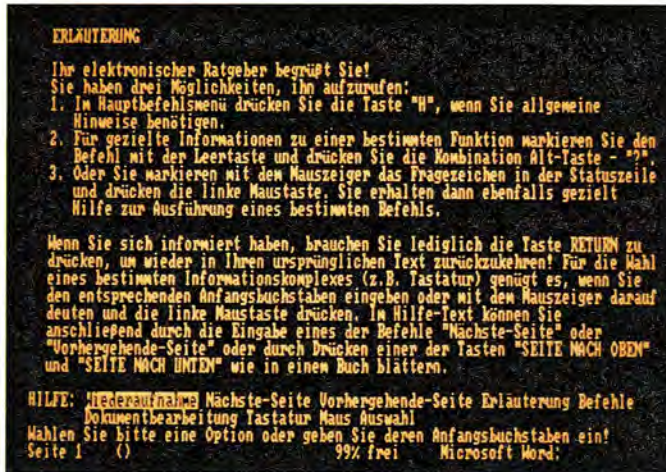 ERLÄUTERUNG
Ihr elektronischer Ratgeber begrüßt Sie!
Sie haben drei Möglichkeiten, ihn aufzurufen:
1. Im Hauptbefehlsmenü drücken Sie die Taste "H", wenn Sie allgemeine
Hinweise benötigen.
2. Für gezielte Informationen zu einer bestimmten Funktion markieren Sie den
Befehl mit der Leertaste und drücken Sie die Kombination Alt-Taste - "?".
3. Oder Sie markieren mit dem Mauszeiger das Fragezeichen in der Statuszeile
und drücken die linke Maustaste. Sie erhalten dann ebenfalls gezielt
Hilfe zur Ausführung eines bestimmten Befehls.
Wenn Sie sich informiert haben, brauchen Sie lediglich die Taste RETURN zu
drücken, um wieder in Ihren ursprünglichen Text zurückzukehren! Für die Wahl
eines bestimmten Informationskomplexes (z.B. Tastatur) genügt es, wenn Sie
den entsprechenden Anfangsbuchstaben eingeben oder mit dem Mauszeiger darauf
deuten und die linke Maustaste drücken. Im Hilfe-Text können Sie
anschließend durch die Eingabe eines der Befehle "Nächste-Seite" oder
"Vorhergehende-Seite" oder durch Drücken einer der Tasten "SEITE NACH OBEN"
und "SEITE NACH UNTEN" wie in einem Buch blättern.
HILFE: Wiederaufnahme Nächste-Seite Vorhergehende-Seite Erläuterung Befehle
Dokumentbearbeitung Tastatur Maus Auswahl
Wählen Sie bitte eine Option oder geben Sie deren Anfangsbuchstaben ein!
Seite 1 {} 99% frei Microsoft Word: